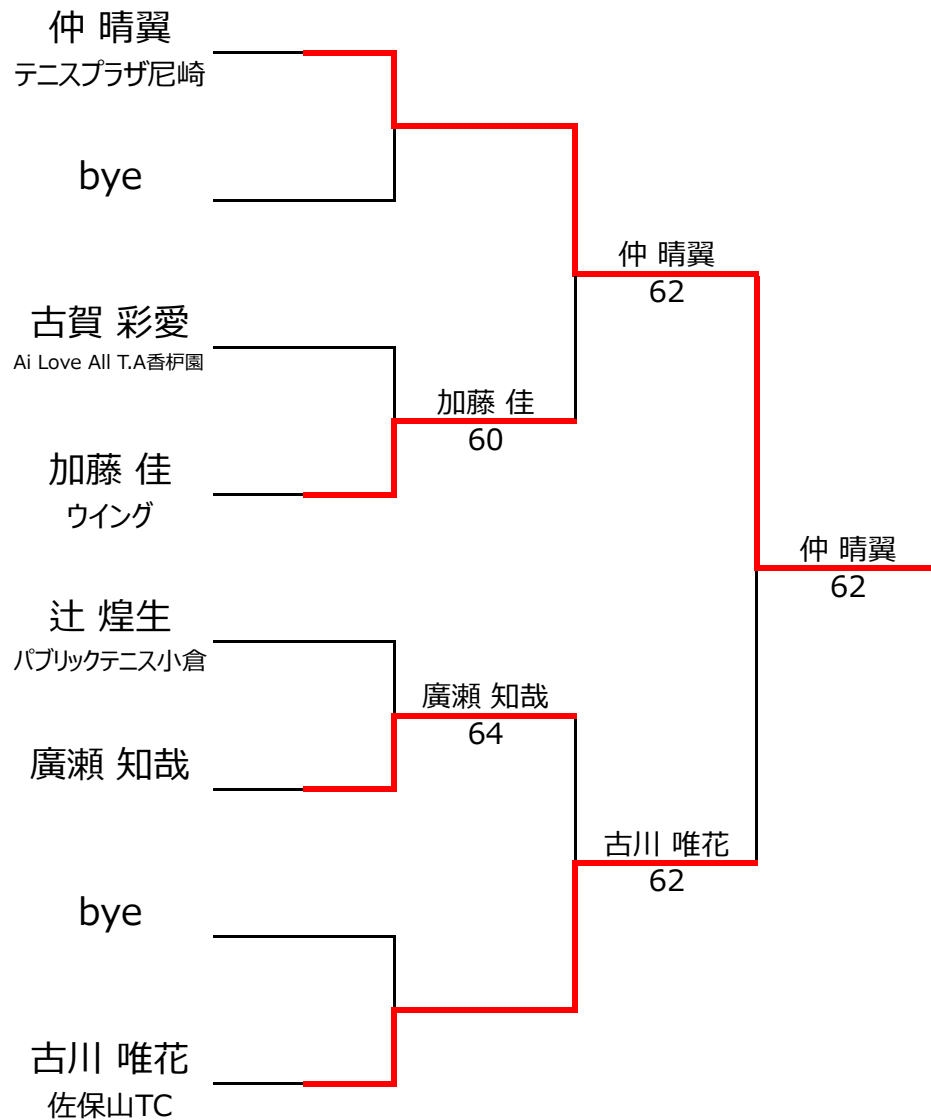 仲 晴翼
テニスプラザ尼崎
bye
仲 晴翼
62
古賀 彩愛
Ai Love All T.A香枦園
加藤 佳
60
加藤 佳
ウイング
仲 晴翼
62
辻 煌生
パブリックテニス小倉
廣瀬 知哉
64
廣瀬 知哉
古川 唯花
62
bye
古川 唯花
佐保山TC